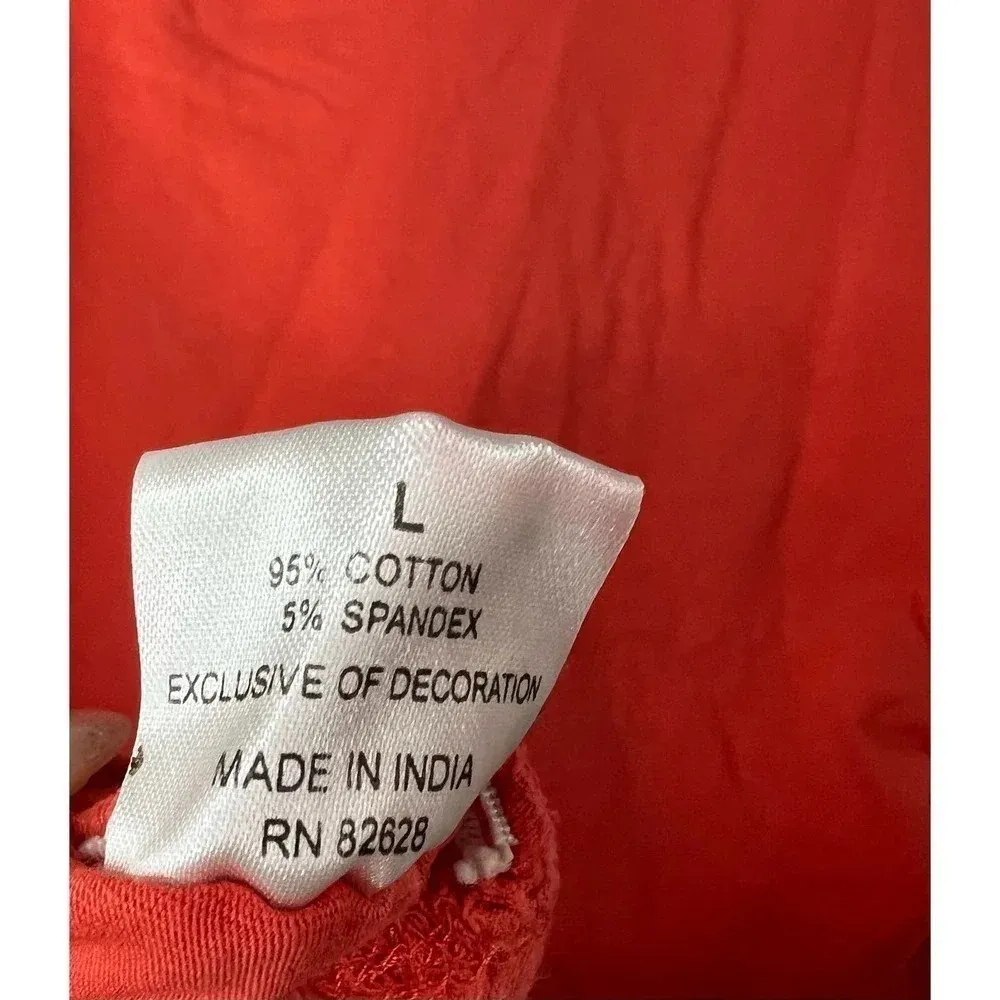 L
95% COTTON
5% SPANDEX
EXCLUSIVE OF DECORATION
MADE IN INDIA
RN 82628